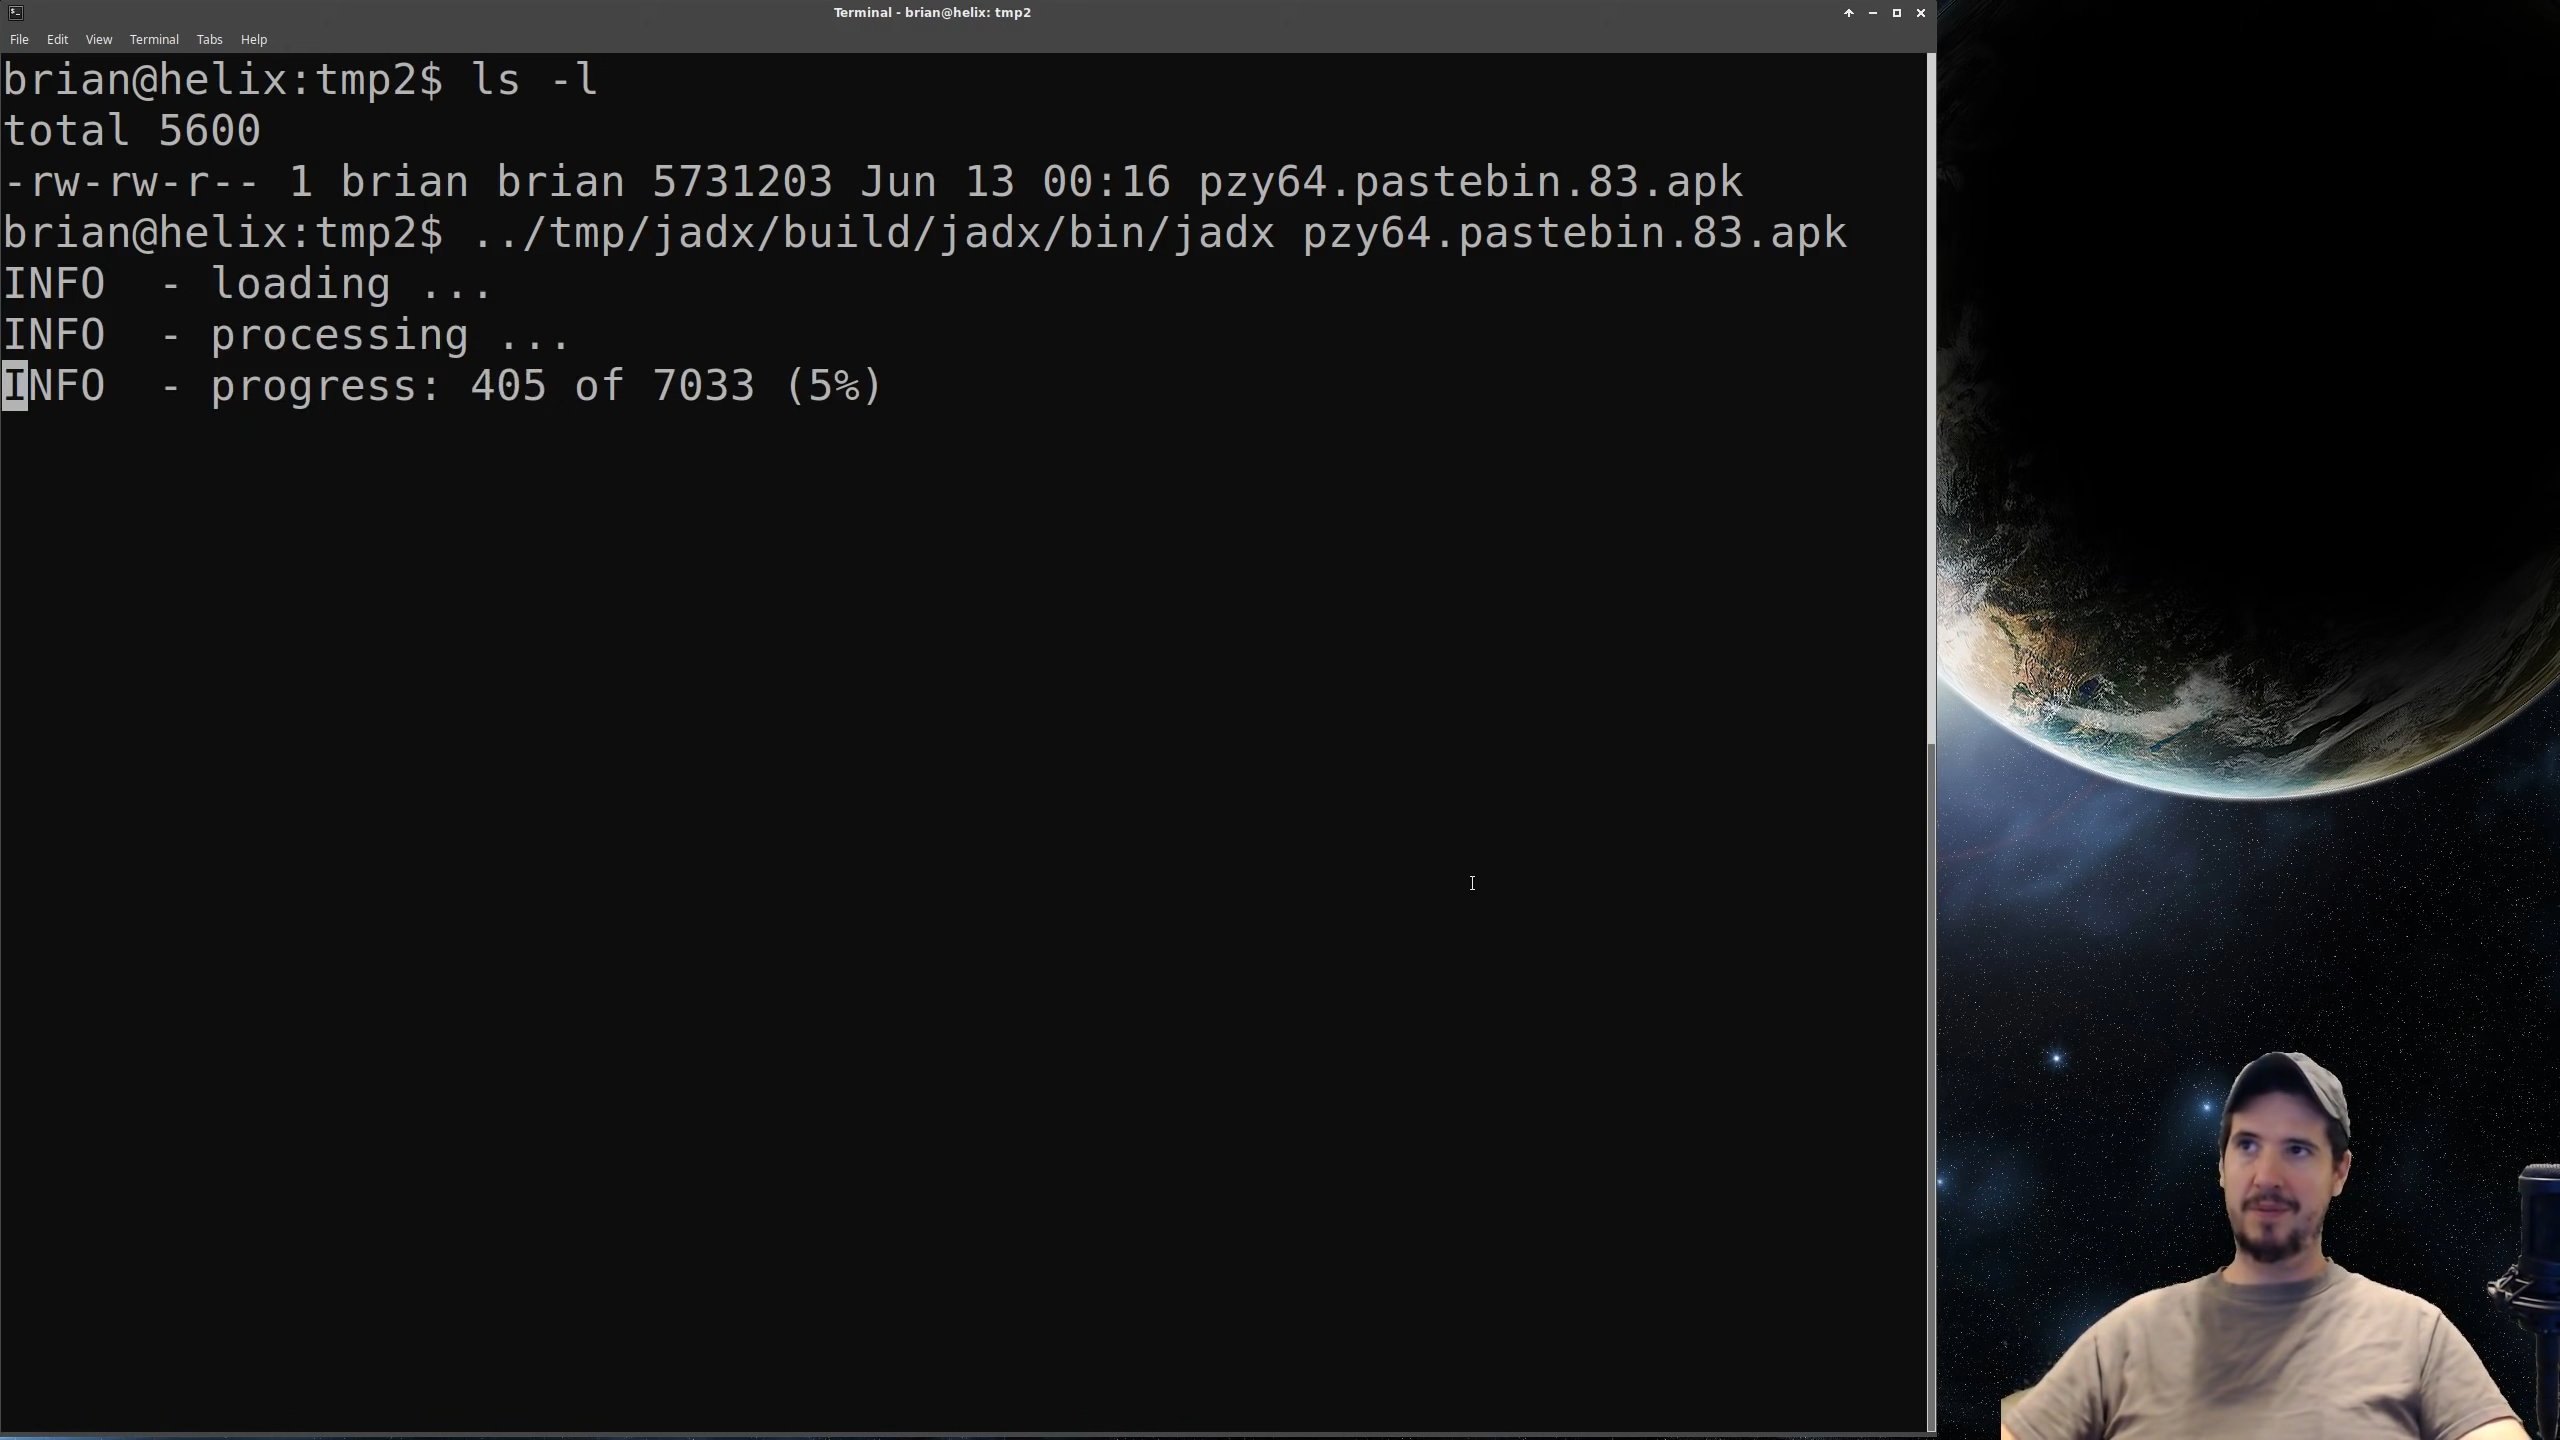 Terminal - brian@helix: tmp2
File Edit View Terminal Tabs Help
brian@helix:tmp2$ ls -l
total 5600
-rw-rw-r-- 1 brian brian 5731203 Jun 13 00:16 pzy64.pastebin.83.apk
brian@helix:tmp2$ ../tmp/jadx/build/jadx/bin/jadx pzy64.pastebin.83.apk
INFO  - loading ...
INFO  - processing ...
INFO  - progress: 405 of 7033 (5%)